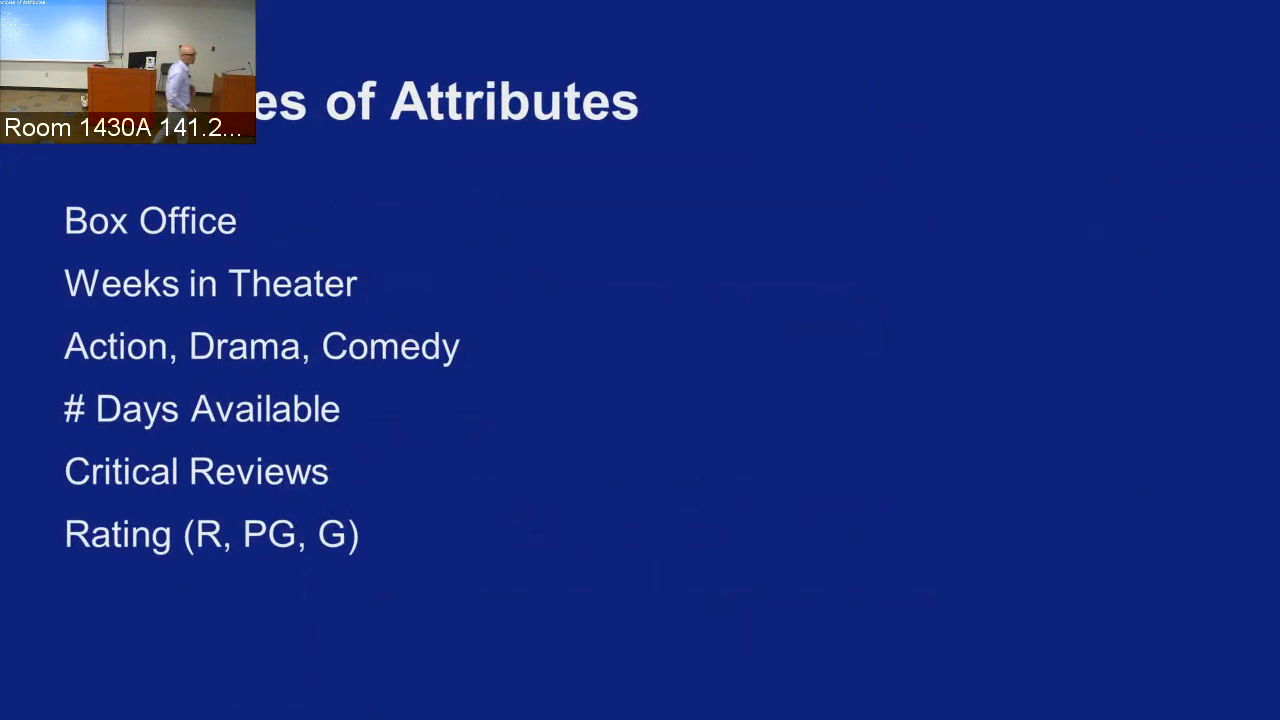 es of Attributes
Room 1430A 141.2...
Box Office
Weeks in Theater
Action, Drama, Comedy
# Days Available
Critical Reviews
Rating (R, PG, G)